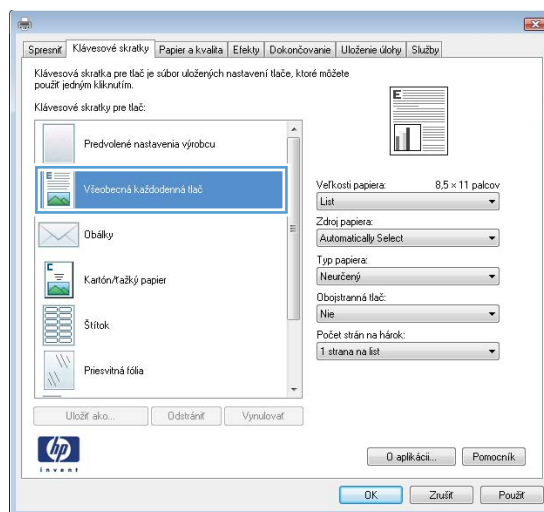 Spresniť Klávesové skratky Papier a kvalita Efekty Dokončovanie Uloženie úlohy Služby
Klávesová skratka pre tlač je súbor uložených nastavení tlače, ktoré môžete
použiť jedným kliknutím.
Klávesové skratky pre tlač:
Predvolené nastavenia výrobcu
Všeobecná každodenná tlač
Obálky
Kartón/ťažký papier
Štítok
Priesvitná fólia
Uložiť ako...
Odstrániť
Vynulovať
E
E
E
C
Veľkosti papiera: 8,5 × 11 palcov
List
Zdroj papiera:
Automatically Select
Typ papiera:
Neurčený
Obojstranná tlač:
Nie
Počet strán na hárok:
1 strana na list
hp
invent
O aplikácii...
Pomocník
OK
Zrušiť
Použiť